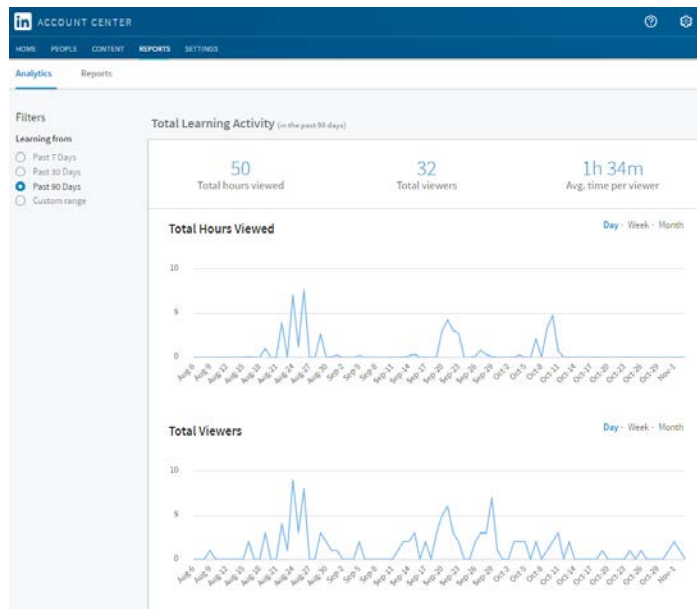 in ACCOUNT CENTER
HOME PEOPLE CONTENT REPORTS SETTINGS
Analytics Reports
Filters
Learning from
Past 7 Days
Past 30 Days
Past 90 Days
Custom range
Total Learning Activity (in the past 90 days)
50 32 1h 34m
Total hours viewed Total viewers Avg. time per viewer
Total Hours Viewed Day - Week - Month
10
5
0
Aug-6 Aug-9 Aug-12 Aug-15 Aug-18 Aug-21 Aug-24 Aug-27 Aug-30 Sep-2 Sep-5 Sep-8 Sep-11 Sep-14 Sep-17 Sep-20 Sep-23 Sep-26 Sep-29 Oct-2 Oct-5 Oct-8 Oct-11 Oct-14 Oct-17 Oct-20 Oct-23 Oct-26 Oct-29 Nov-1
Total Viewers Day - Week - Month
10
5
0
Aug-6 Aug-9 Aug-12 Aug-15 Aug-18 Aug-21 Aug-24 Aug-27 Aug-30 Sep-2 Sep-5 Sep-8 Sep-11 Sep-14 Sep-17 Sep-20 Sep-23 Sep-26 Sep-29 Oct-2 Oct-5 Oct-8 Oct-11 Oct-14 Oct-17 Oct-20 Oct-23 Oct-26 Oct-29 Nov-1